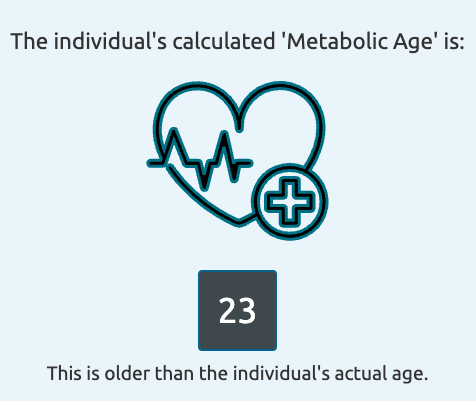 The individual's calculated 'Metabolic Age' is:
23
This is older than the individual's actual age.